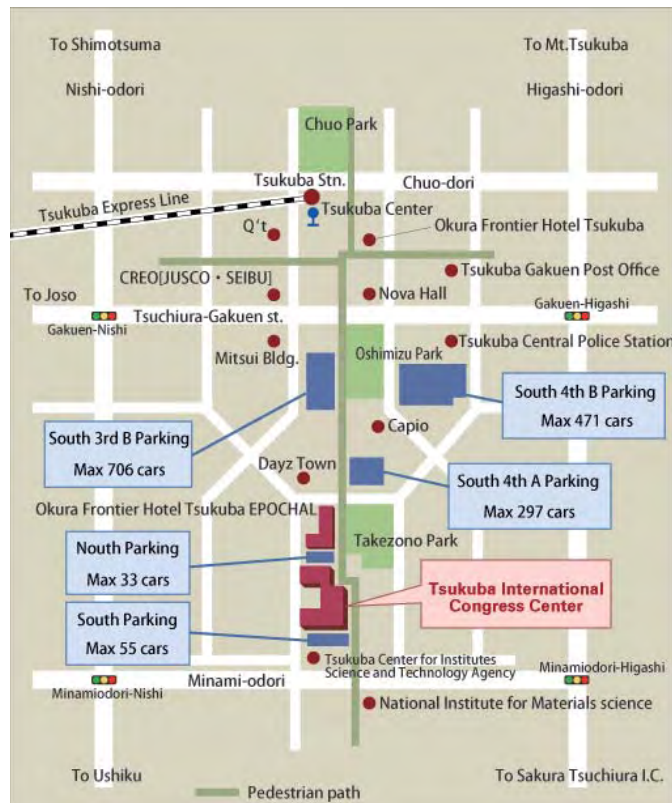 To Shimotsuma
To Mt.Tsukuba
Nishi-odori
Higashi-odori
Chuo Park
Tsukuba Stn.
Chuo-dori
Tsukuba Express Line
Tsukuba Center
Q't
Okura Frontier Hotel Tsukuba
Tsukuba Gakuen Post Office
CREO[JUSCO・SEIBU]
To Joso
Nova Hall
Gakuen-Higashi
Tsuchiura-Gakuen st.
Gakuen-Nishi
Mitsui Bldg.
Oshimizu Park
Tsukuba Central Police Station
South 4th B Parking
Max 471 cars
South 3rd B Parking
Max 706 cars
Capio
Dayz Town
South 4th A Parking
Max 297 cars
Okura Frontier Hotel Tsukuba EPOCHAL
Takezono Park
Nouth Parking
Max 33 cars
Tsukuba International
Congress Center
South Parking
Max 55 cars
Tsukuba Center for Institutes
Science and Technology Agency
Minami-odori
Minamiodori-Higashi
Minamiodori-Nishi
National Institute for Materials science
To Ushiku
To Sakura Tsuchiura I.C.
Pedestrian path